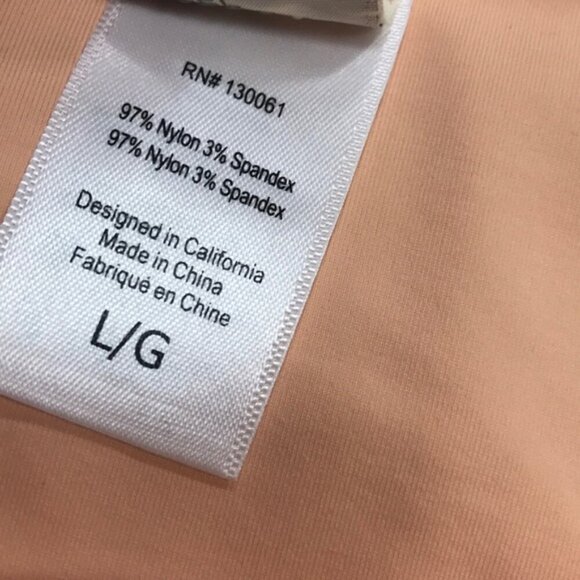 RN# 130061
97% Nylon 3% Spandex
97% Nylon 3% Spandex
Designed in California
Made in China
Fabriqué en Chine
L/G